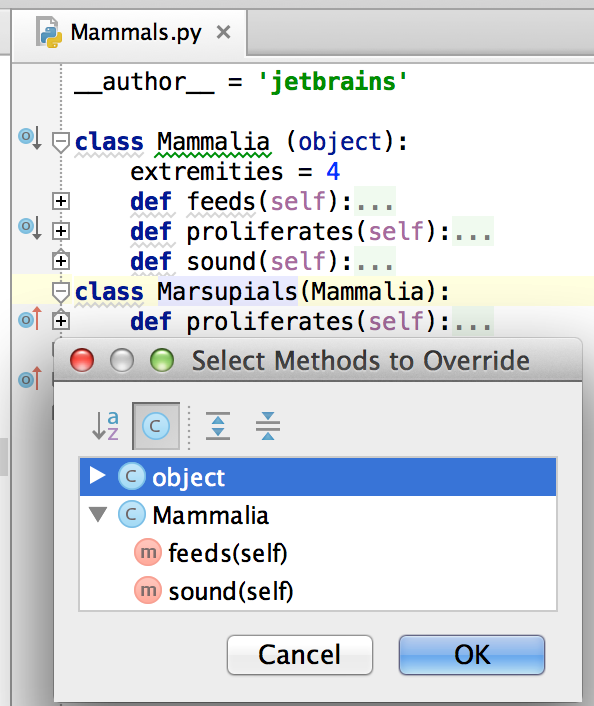 Mammals.py
__author__ = 'jetbrains'
class Mammalia (object):
extremities = 4
def feeds(self):...
def proliferates(self):...
def sound(self):...
class Marsupials(Mammalia):
def proliferates(self):...
Select Methods to Override
a
z
C
C object
C Mammalia
m feeds(self)
m sound(self)
Cancel OK